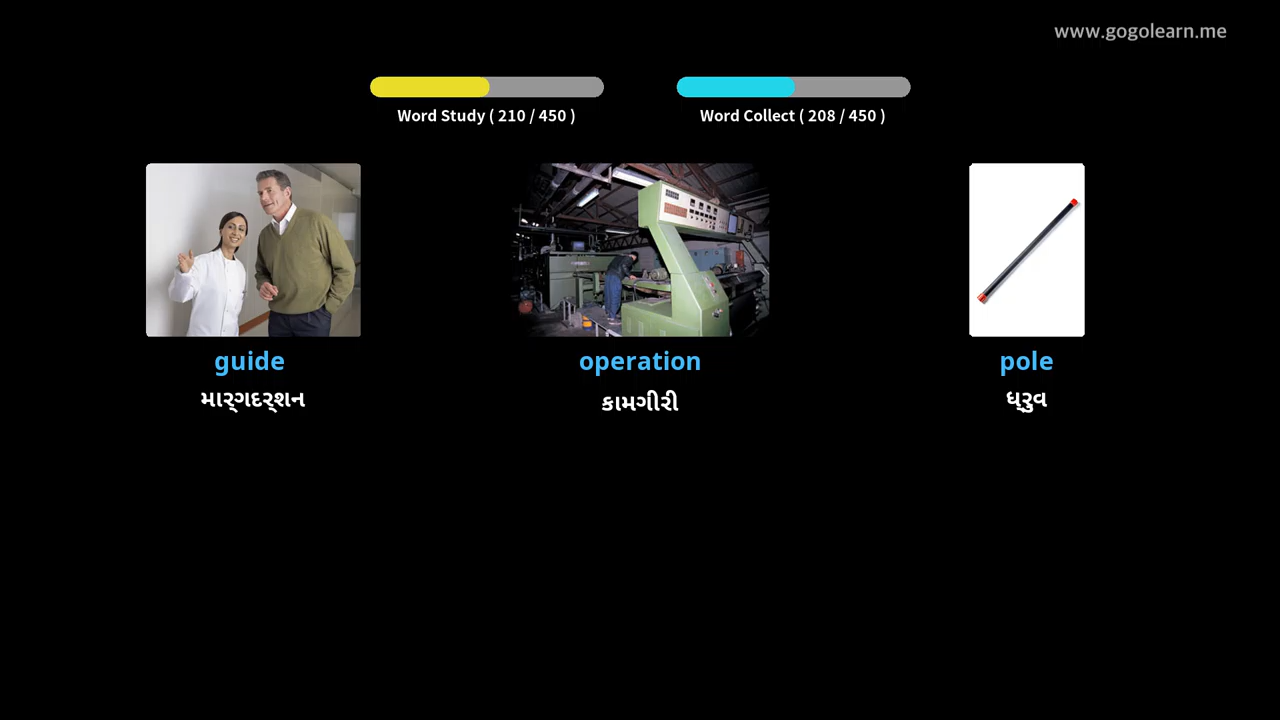 www.gogolearn.me
Word Study ( 210 / 450 )
Word Collect ( 208 / 450 )
guide
operation
pole
માર્ગદર્શન
કામગીરી
ધ્રુવ